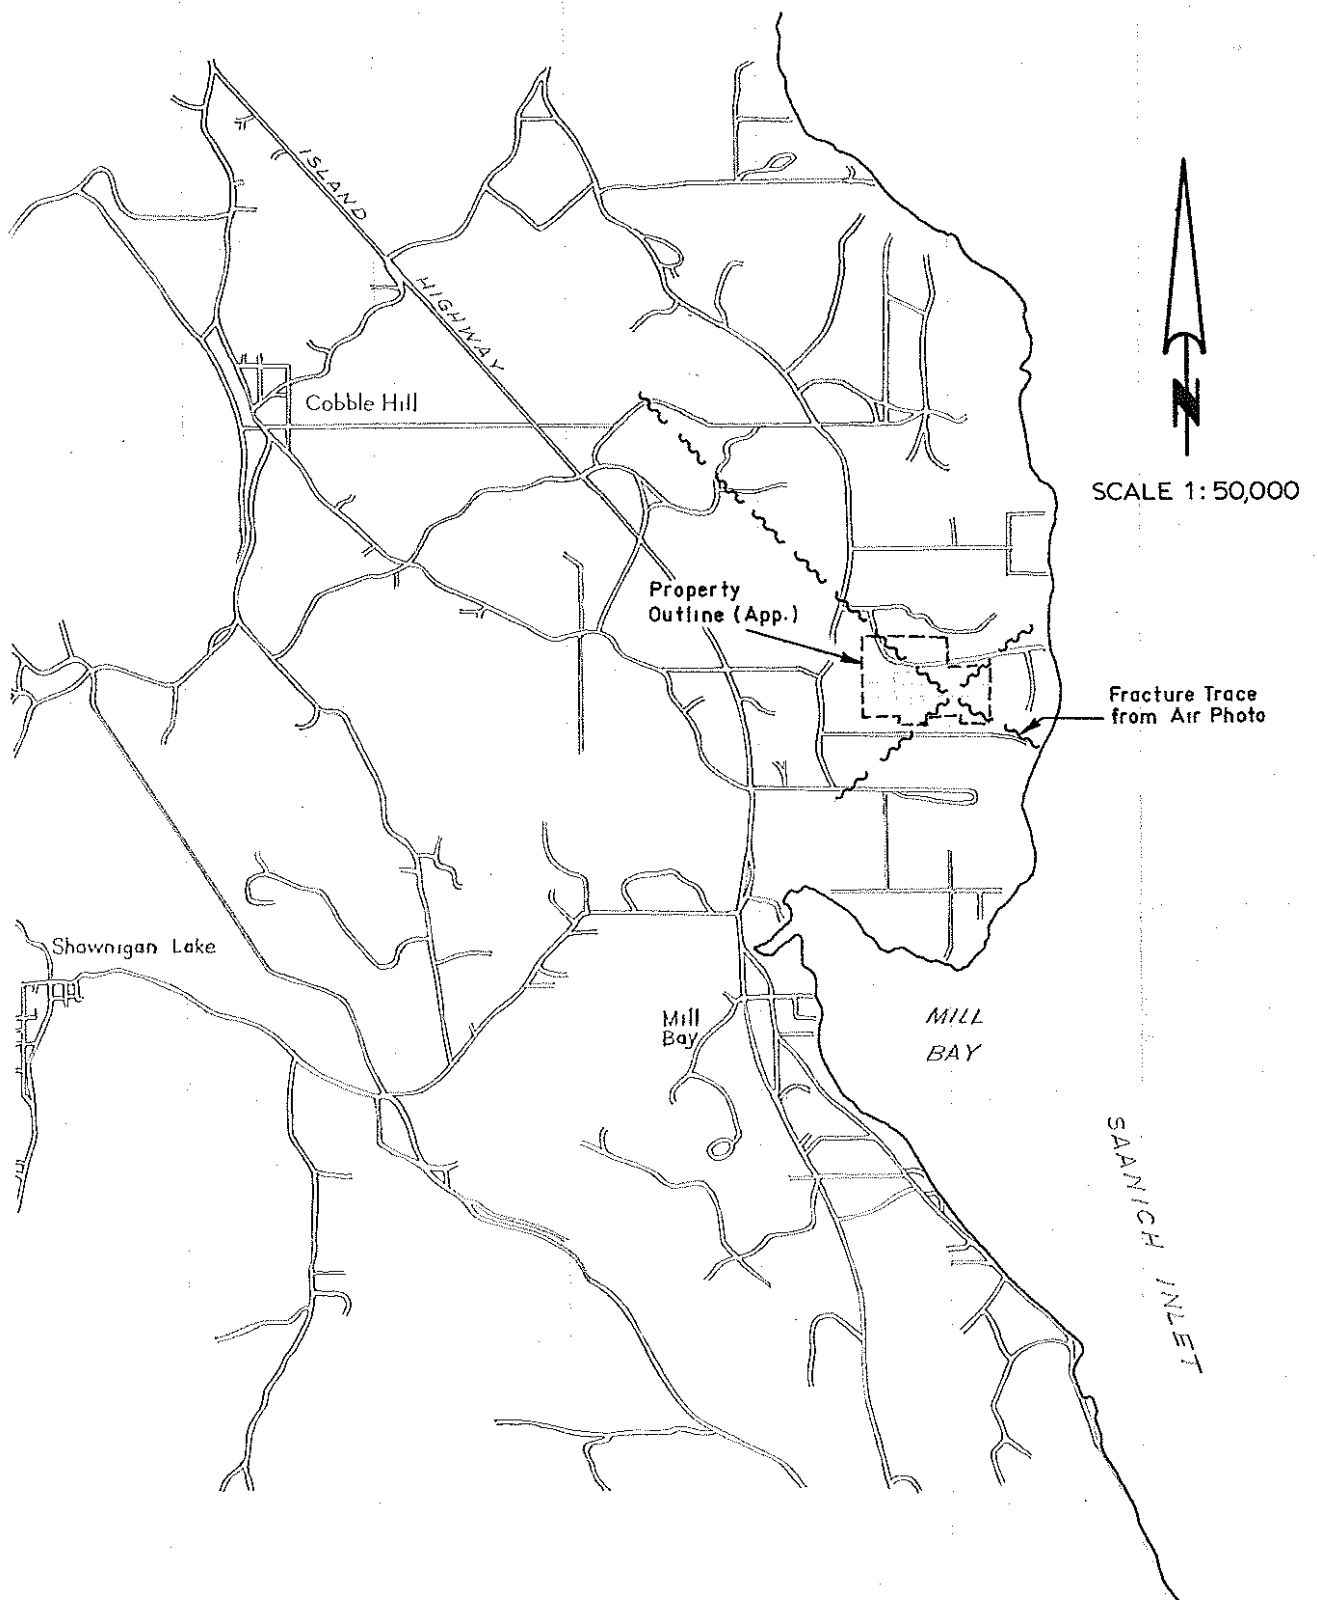 ISLAND
HIGHWAY
Cobble Hill
N
SCALE 1:50,000
Property
Outline (App.)
Fracture Trace
from Air Photo
Shawnigan Lake
Mill
Bay
MILL
BAY
SAANICH INLET